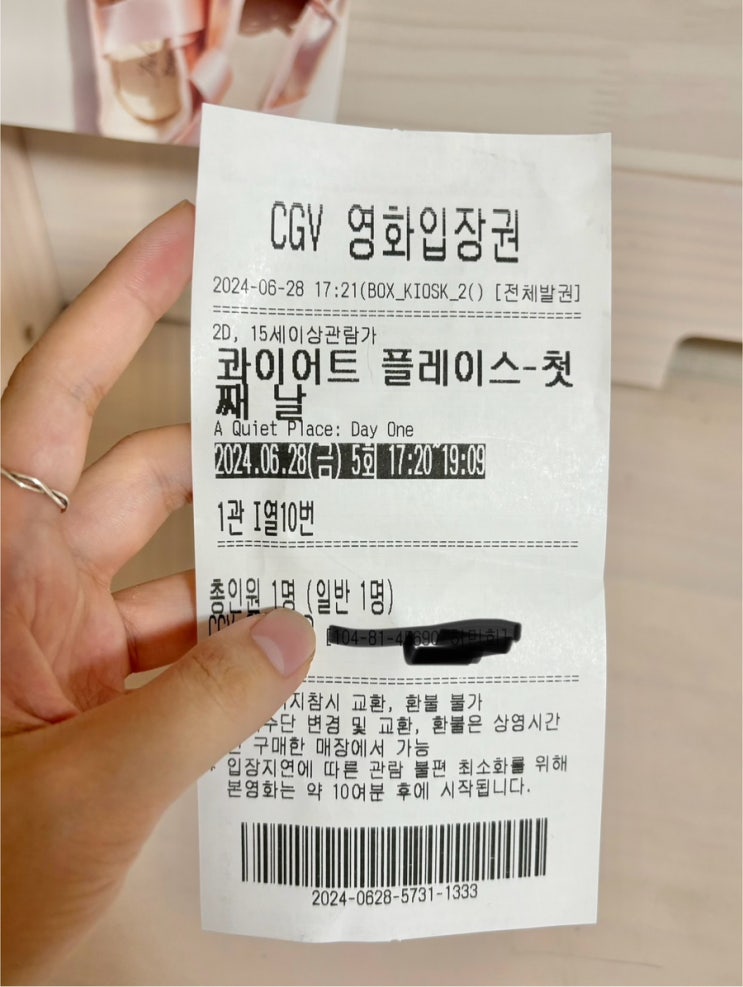 CGV 영화입장권
2024-06-28 17:21(BOX_KIOSK_2() [전체발권]
2D, 15세이상관람가
콰이어트 플레이스-첫
째 날
A Quiet Place: Day One
2024.06.28(금) 5회 17:20~19:09
1관 I열10번
총인원 1명 (일반 1명)
교환, 환불 불가
변경 및 교환, 환불은 상영시간
구매한 매장에서 가능
* 입장지연에 따른 관람 불편 최소화를 위해
본영화는 약 10여분 후에 시작됩니다.
2024-0628-5731-1333